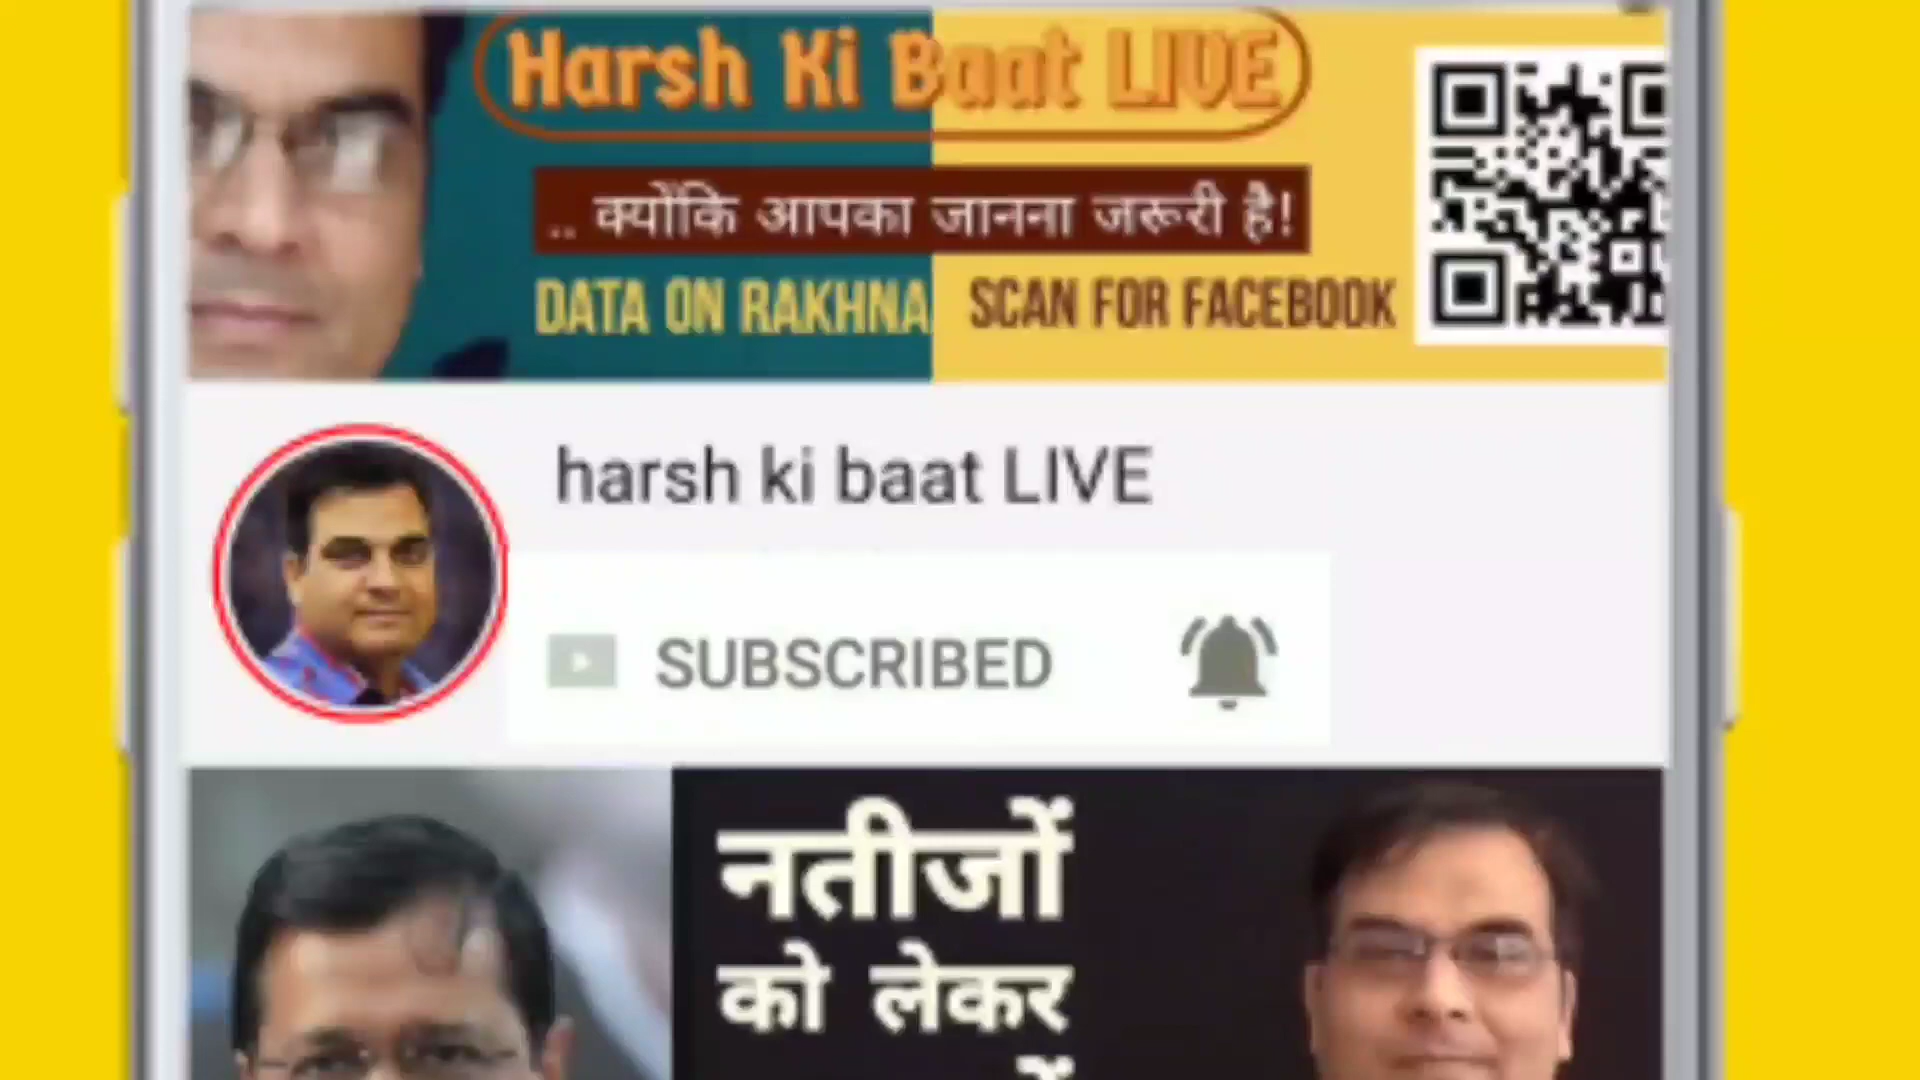 Harsh Ki Baat LIVE
.. क्योंकि आपका जानना जरूरी है!
DATA ON RAKHNA SCAN FOR FACEBOOK
harsh ki baat LIVE
SUBSCRIBED
नतीजों
को लेकर